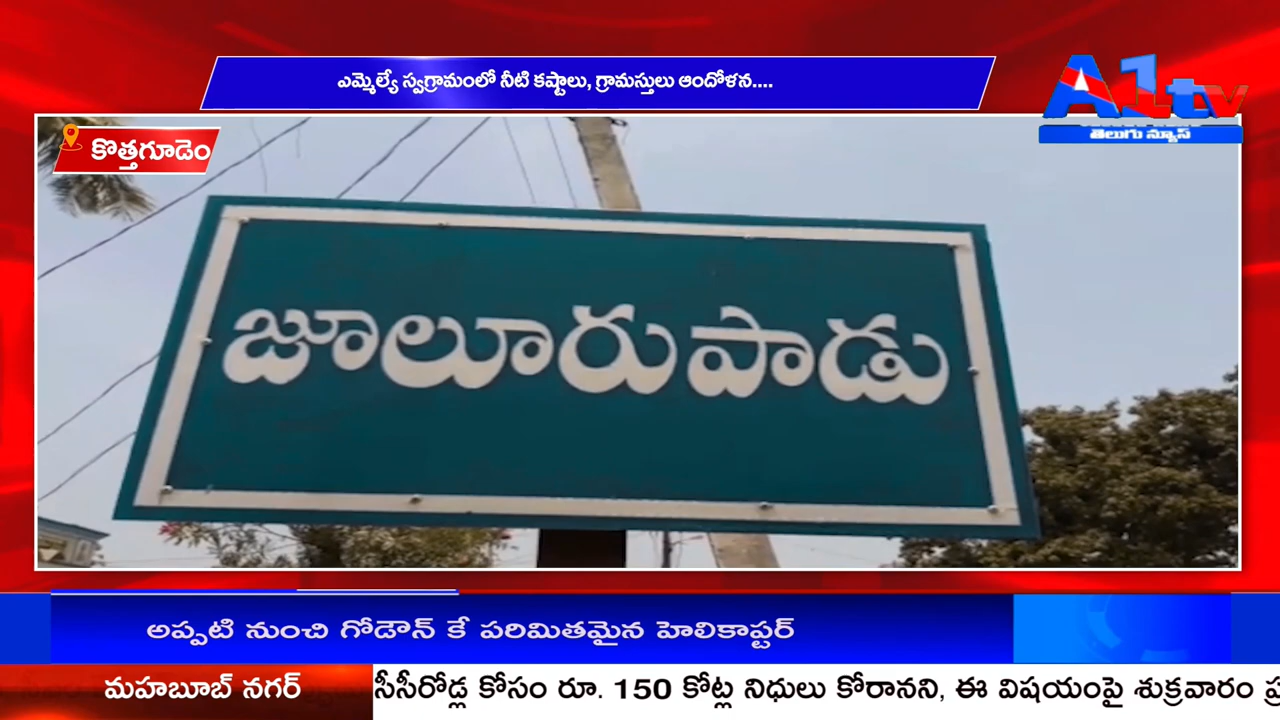 ఎమ్మెల్యే స్వగ్రామంలో నీటి కష్టాలు, గ్రామస్తులు ఆందోళన....
A1tv
తెలుగు న్యూస్
కొత్తగూడెం
జూలూరుపాడు
అప్పటి నుంచి గోడౌన్ కే పరిమితమైన హెలికాప్టర్
మహబూబ్ నగర్
సీసీరోడ్ల కోసం రూ. 150 కోట్ల నిధులు కోరానని, ఈ విషయంపై శుక్రవారం